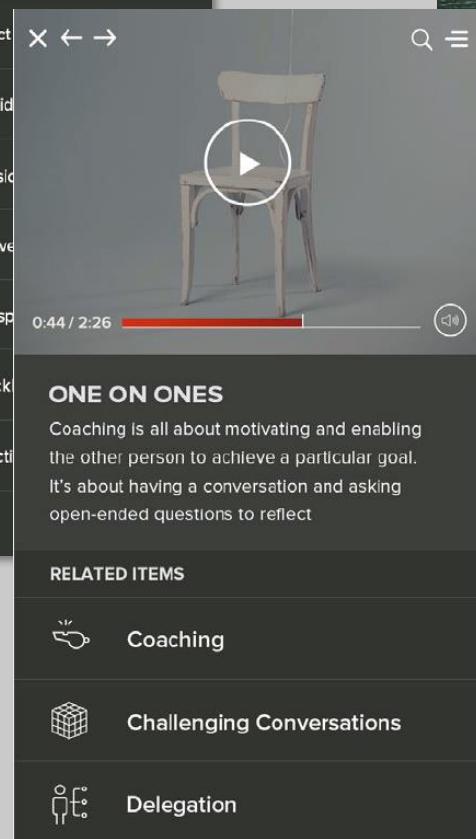 0:44 / 2:26
ONE ON ONES
Coaching is all about motivating and enabling
the other person to achieve a particular goal.
It's about having a conversation and asking
open-ended questions to reflect
RELATED ITEMS
Coaching
Challenging Conversations
Delegation